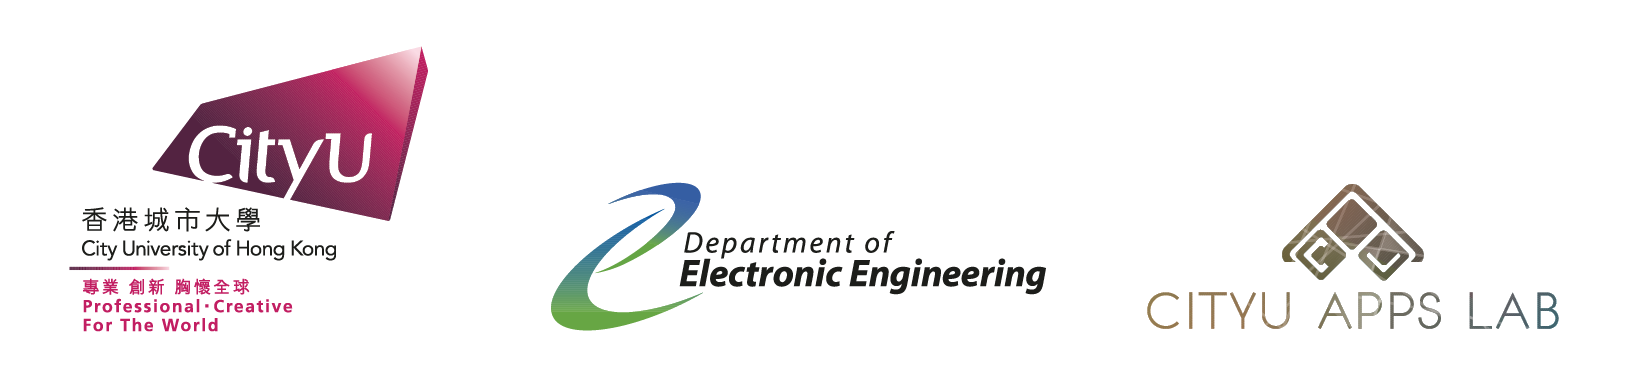 CityU
香港城市大學
City University of Hong Kong
專業 創新 胸懷全球
Professional·Creative
For The World
Department of
Electronic Engineering
CITYU APPS LAB